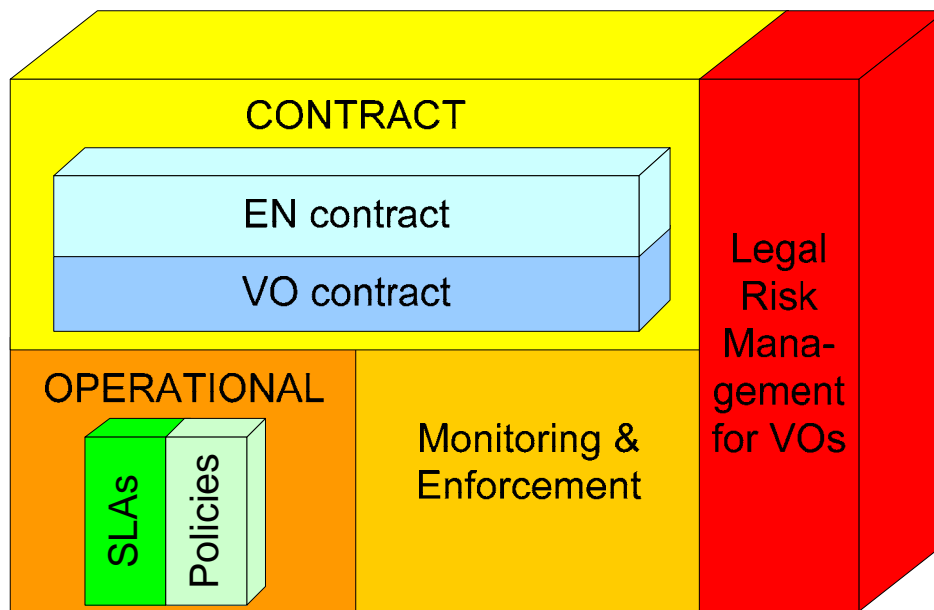 CONTRACT
EN contract
VO contract
Legal
Risk
Mana-
gement
for VOs
OPERATIONAL
SLAs
Policies
Monitoring &
Enforcement